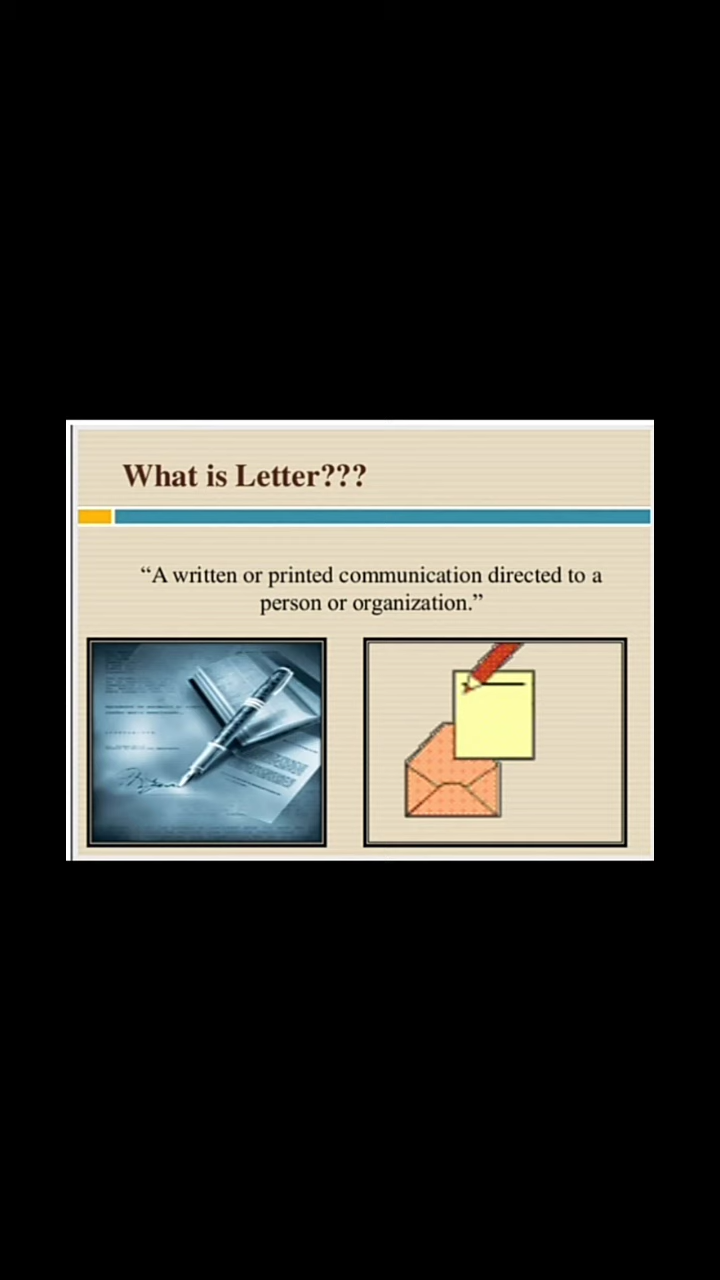 What is Letter???
“A written or printed communication directed to a
person or organization.”